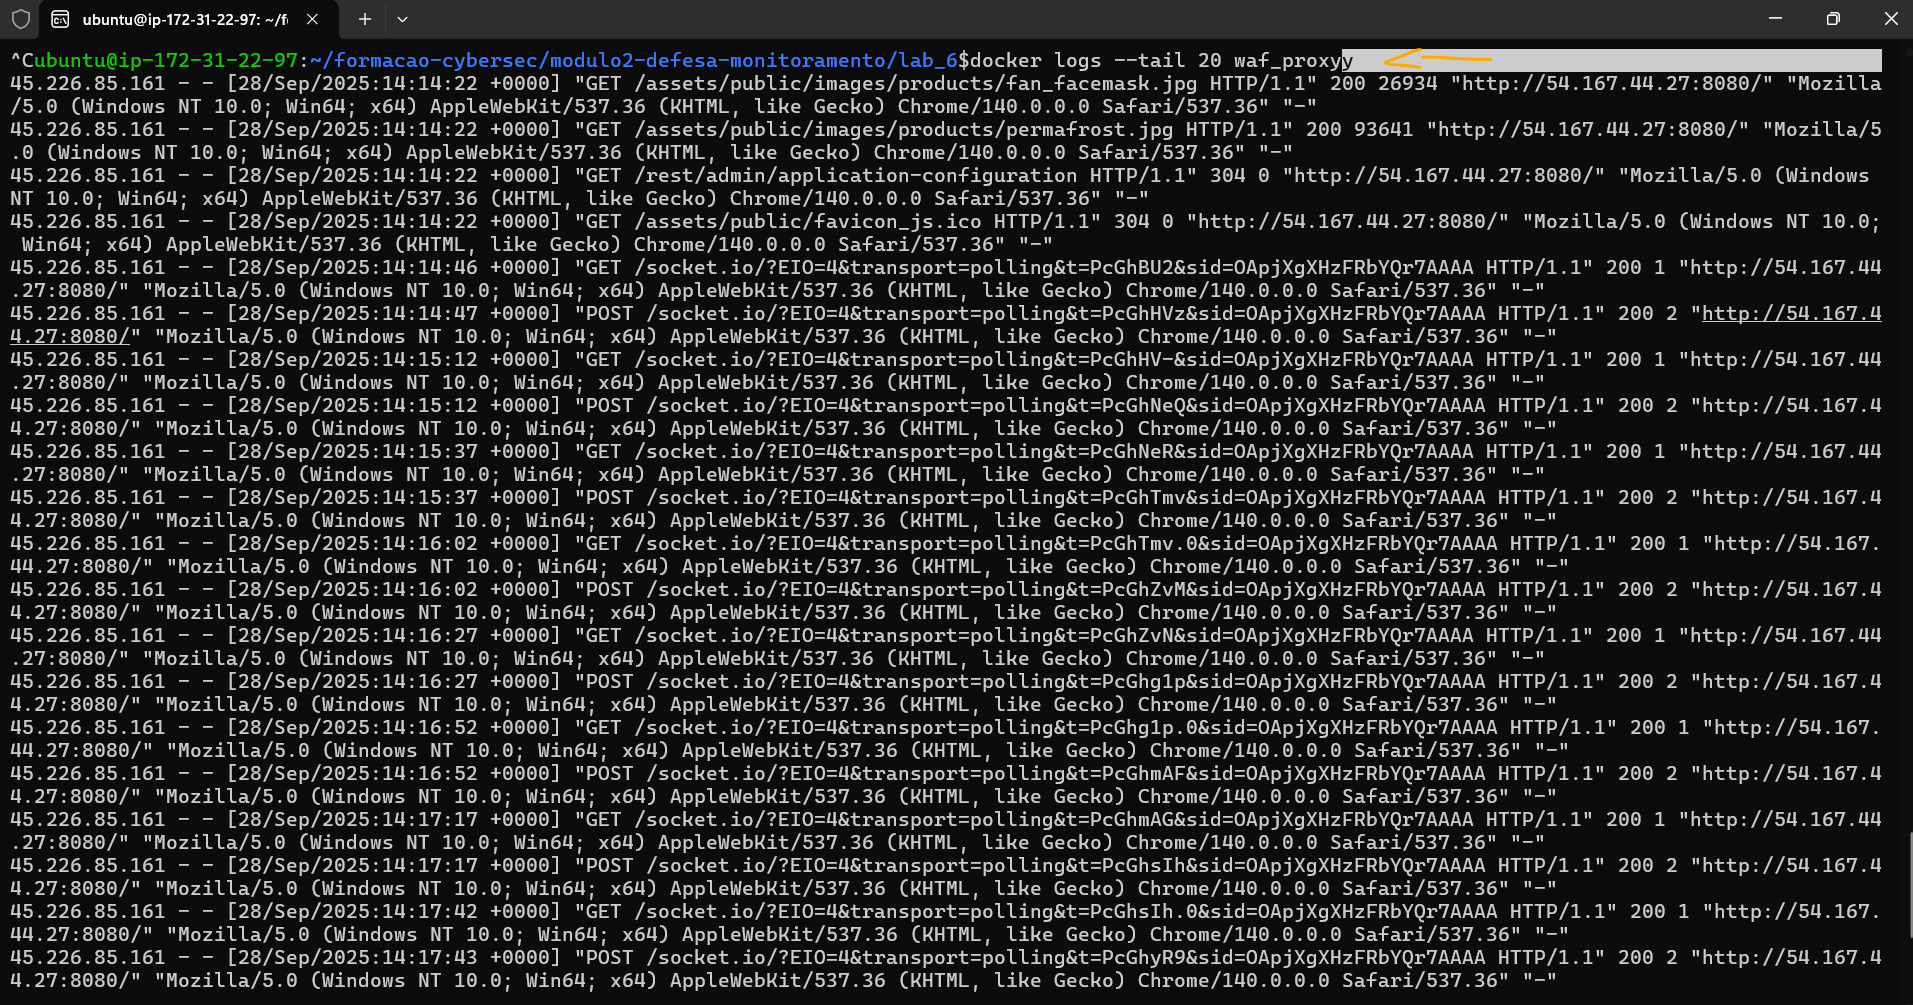 ubuntu@ip-172-31-22-97: ~/f
^Cubuntu@ip-172-31-22-97:~/formacao-cybersec/modulo2-defesa-monitoramento/lab_6$docker logs --tail 20 waf_proxyy
45.226.85.161 - - [28/Sep/2025:14:14:22 +0000] "GET /assets/public/images/products/fan_facemask.jpg HTTP/1.1" 200 26934 "http://54.167.44.27:8080/" "Mozilla
/5.0 (Windows NT 10.0; Win64; x64) AppleWebKit/537.36 (KHTML, like Gecko) Chrome/140.0.0.0 Safari/537.36" "-"
45.226.85.161 - - [28/Sep/2025:14:14:22 +0000] "GET /assets/public/images/products/permafrost.jpg HTTP/1.1" 200 93641 "http://54.167.44.27:8080/" "Mozilla/5
.0 (Windows NT 10.0; Win64; x64) AppleWebKit/537.36 (KHTML, like Gecko) Chrome/140.0.0.0 Safari/537.36" "-"
45.226.85.161 - - [28/Sep/2025:14:14:22 +0000] "GET /rest/admin/application-configuration HTTP/1.1" 304 0 "http://54.167.44.27:8080/" "Mozilla/5.0 (Windows
NT 10.0; Win64; x64) AppleWebKit/537.36 (KHTML, like Gecko) Chrome/140.0.0.0 Safari/537.36" "-"
45.226.85.161 - - [28/Sep/2025:14:14:22 +0000] "GET /assets/public/favicon_js.ico HTTP/1.1" 304 0 "http://54.167.44.27:8080/" "Mozilla/5.0 (Windows NT 10.0;
Win64; x64) AppleWebKit/537.36 (KHTML, like Gecko) Chrome/140.0.0.0 Safari/537.36" "-"
45.226.85.161 - - [28/Sep/2025:14:14:46 +0000] "GET /socket.io/?EIO=4&transport=polling&t=PcGhBU2&sid=OApjXgXHzFRbYQr7AAAA HTTP/1.1" 200 1 "http://54.167.44
.27:8080/" "Mozilla/5.0 (Windows NT 10.0; Win64; x64) AppleWebKit/537.36 (KHTML, like Gecko) Chrome/140.0.0.0 Safari/537.36" "-"
45.226.85.161 - - [28/Sep/2025:14:14:47 +0000] "POST /socket.io/?EIO=4&transport=polling&t=PcGhHVz&sid=OApjXgXHzFRbYQr7AAAA HTTP/1.1" 200 2 "http://54.167.4
4.27:8080/" "Mozilla/5.0 (Windows NT 10.0; Win64; x64) AppleWebKit/537.36 (KHTML, like Gecko) Chrome/140.0.0.0 Safari/537.36" "-"
45.226.85.161 - - [28/Sep/2025:14:15:12 +0000] "GET /socket.io/?EIO=4&transport=polling&t=PcGhHV-&sid=OApjXgXHzFRbYQr7AAAA HTTP/1.1" 200 1 "http://54.167.44
.27:8080/" "Mozilla/5.0 (Windows NT 10.0; Win64; x64) AppleWebKit/537.36 (KHTML, like Gecko) Chrome/140.0.0.0 Safari/537.36" "-"
45.226.85.161 - - [28/Sep/2025:14:15:12 +0000] "POST /socket.io/?EIO=4&transport=polling&t=PcGhNeQ&sid=OApjXgXHzFRbYQr7AAAA HTTP/1.1" 200 2 "http://54.167.4
4.27:8080/" "Mozilla/5.0 (Windows NT 10.0; Win64; x64) AppleWebKit/537.36 (KHTML, like Gecko) Chrome/140.0.0.0 Safari/537.36" "-"
45.226.85.161 - - [28/Sep/2025:14:15:37 +0000] "GET /socket.io/?EIO=4&transport=polling&t=PcGhNeR&sid=OApjXgXHzFRbYQr7AAAA HTTP/1.1" 200 1 "http://54.167.44
.27:8080/" "Mozilla/5.0 (Windows NT 10.0; Win64; x64) AppleWebKit/537.36 (KHTML, like Gecko) Chrome/140.0.0.0 Safari/537.36" "-"
45.226.85.161 - - [28/Sep/2025:14:15:37 +0000] "POST /socket.io/?EIO=4&transport=polling&t=PcGhTmv&sid=OApjXgXHzFRbYQr7AAAA HTTP/1.1" 200 2 "http://54.167.4
4.27:8080/" "Mozilla/5.0 (Windows NT 10.0; Win64; x64) AppleWebKit/537.36 (KHTML, like Gecko) Chrome/140.0.0.0 Safari/537.36" "-"
45.226.85.161 - - [28/Sep/2025:14:16:02 +0000] "GET /socket.io/?EIO=4&transport=polling&t=PcGhTmv.0&sid=OApjXgXHzFRbYQr7AAAA HTTP/1.1" 200 1 "http://54.167.
44.27:8080/" "Mozilla/5.0 (Windows NT 10.0; Win64; x64) AppleWebKit/537.36 (KHTML, like Gecko) Chrome/140.0.0.0 Safari/537.36" "-"
45.226.85.161 - - [28/Sep/2025:14:16:02 +0000] "POST /socket.io/?EIO=4&transport=polling&t=PcGhZvM&sid=OApjXgXHzFRbYQr7AAAA HTTP/1.1" 200 2 "http://54.167.4
4.27:8080/" "Mozilla/5.0 (Windows NT 10.0; Win64; x64) AppleWebKit/537.36 (KHTML, like Gecko) Chrome/140.0.0.0 Safari/537.36" "-"
45.226.85.161 - - [28/Sep/2025:14:16:27 +0000] "GET /socket.io/?EIO=4&transport=polling&t=PcGhZvN&sid=OApjXgXHzFRbYQr7AAAA HTTP/1.1" 200 1 "http://54.167.44
.27:8080/" "Mozilla/5.0 (Windows NT 10.0; Win64; x64) AppleWebKit/537.36 (KHTML, like Gecko) Chrome/140.0.0.0 Safari/537.36" "-"
45.226.85.161 - - [28/Sep/2025:14:16:27 +0000] "POST /socket.io/?EIO=4&transport=polling&t=PcGhg1p&sid=OApjXgXHzFRbYQr7AAAA HTTP/1.1" 200 2 "http://54.167.4
4.27:8080/" "Mozilla/5.0 (Windows NT 10.0; Win64; x64) AppleWebKit/537.36 (KHTML, like Gecko) Chrome/140.0.0.0 Safari/537.36" "-"
45.226.85.161 - - [28/Sep/2025:14:16:52 +0000] "GET /socket.io/?EIO=4&transport=polling&t=PcGhg1p.0&sid=OApjXgXHzFRbYQr7AAAA HTTP/1.1" 200 1 "http://54.167.
44.27:8080/" "Mozilla/5.0 (Windows NT 10.0; Win64; x64) AppleWebKit/537.36 (KHTML, like Gecko) Chrome/140.0.0.0 Safari/537.36" "-"
45.226.85.161 - - [28/Sep/2025:14:16:52 +0000] "POST /socket.io/?EIO=4&transport=polling&t=PcGhmAF&sid=OApjXgXHzFRbYQr7AAAA HTTP/1.1" 200 2 "http://54.167.4
4.27:8080/" "Mozilla/5.0 (Windows NT 10.0; Win64; x64) AppleWebKit/537.36 (KHTML, like Gecko) Chrome/140.0.0.0 Safari/537.36" "-"
45.226.85.161 - - [28/Sep/2025:14:17:17 +0000] "GET /socket.io/?EIO=4&transport=polling&t=PcGhmAG&sid=OApjXgXHzFRbYQr7AAAA HTTP/1.1" 200 1 "http://54.167.44
.27:8080/" "Mozilla/5.0 (Windows NT 10.0; Win64; x64) AppleWebKit/537.36 (KHTML, like Gecko) Chrome/140.0.0.0 Safari/537.36" "-"
45.226.85.161 - - [28/Sep/2025:14:17:17 +0000] "POST /socket.io/?EIO=4&transport=polling&t=PcGhsIh&sid=OApjXgXHzFRbYQr7AAAA HTTP/1.1" 200 2 "http://54.167.4
4.27:8080/" "Mozilla/5.0 (Windows NT 10.0; Win64; x64) AppleWebKit/537.36 (KHTML, like Gecko) Chrome/140.0.0.0 Safari/537.36" "-"
45.226.85.161 - - [28/Sep/2025:14:17:42 +0000] "GET /socket.io/?EIO=4&transport=polling&t=PcGhsIh.0&sid=OApjXgXHzFRbYQr7AAAA HTTP/1.1" 200 1 "http://54.167.
44.27:8080/" "Mozilla/5.0 (Windows NT 10.0; Win64; x64) AppleWebKit/537.36 (KHTML, like Gecko) Chrome/140.0.0.0 Safari/537.36" "-"
45.226.85.161 - - [28/Sep/2025:14:17:43 +0000] "POST /socket.io/?EIO=4&transport=polling&t=PcGhyR9&sid=OApjXgXHzFRbYQr7AAAA HTTP/1.1" 200 2 "http://54.167.4
4.27:8080/" "Mozilla/5.0 (Windows NT 10.0; Win64; x64) AppleWebKit/537.36 (KHTML, like Gecko) Chrome/140.0.0.0 Safari/537.36" "-"